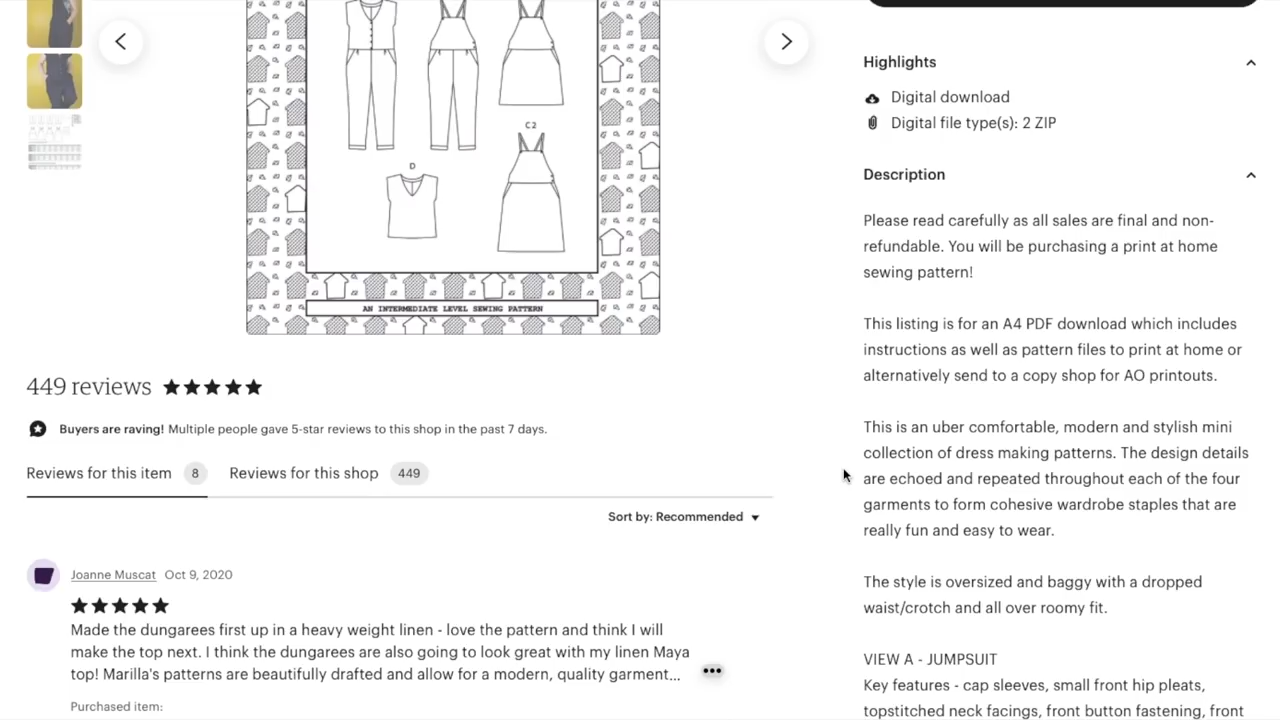 C2
D
AN INTERMEDIATE LEVEL SEWING PATTERN
449 reviews
Buyers are raving! Multiple people gave 5-star reviews to this shop in the past 7 days.
Reviews for this item 8 Reviews for this shop 449
Sort by: Recommended
Joanne Muscat Oct 9, 2020
Made the dungarees first up in a heavy weight linen - love the pattern and think I will
make the top next. I think the dungarees are also going to look great with my linen Maya
top! Marilla's patterns are beautifully drafted and allow for a modern, quality garment...
Purchased item:
Highlights
Digital download
Digital file type(s): 2 ZIP
Description
Please read carefully as all sales are final and non-
refundable. You will be purchasing a print at home
sewing pattern!
This listing is for an A4 PDF download which includes
instructions as well as pattern files to print at home or
alternatively send to a copy shop for AO printouts.
This is an uber comfortable, modern and stylish mini
collection of dress making patterns. The design details
are echoed and repeated throughout each of the four
garments to form cohesive wardrobe staples that are
really fun and easy to wear.
The style is oversized and baggy with a dropped
waist/crotch and all over roomy fit.
VIEW A - JUMPSUIT
Key features - cap sleeves, small front hip pleats,
topstitched neck facings, front button fastening, front